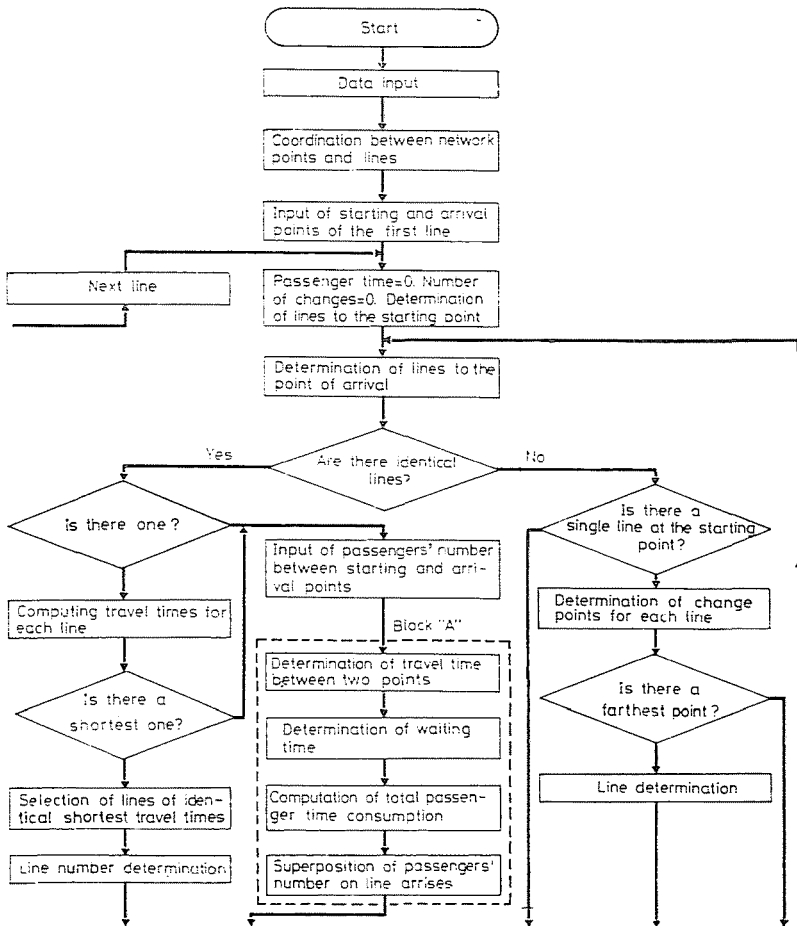 Start
Data input
Coordination between network
points and lines
Input of starting and arrival
points of the first line
Next line
Passenger time=0. Number
of changes=0. Determination
of lines to the starting point
Determination of lines to the
point of arrival
Yes
Are there identical
lines?
No
Is there one?
Input of passengers' number
between starting and arri-
val points
Is there a
single line at the starting
point?
Computing travel times for
each line
Block "A"
Determination of change
points for each line
Is there a
shortest one?
Determination of travel time
between two points
Is there a
farthest point?
Determination of waiting
time
Selection of lines of iden-
tical shortest travel times
Computation of total passen-
ger time consumption
Line determination
Line number determination
Superposition of passengers'
number on line arrises